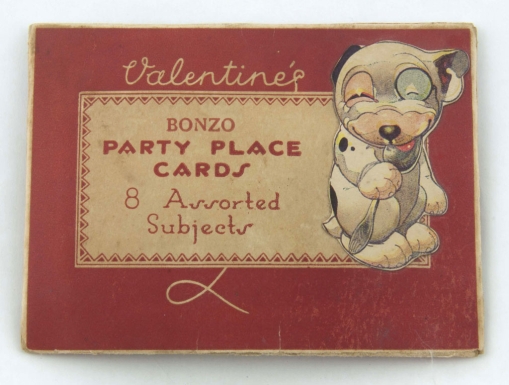 Valentine's
BONZO
PARTY PLACE
CARDS
8 Assorted
Subjects